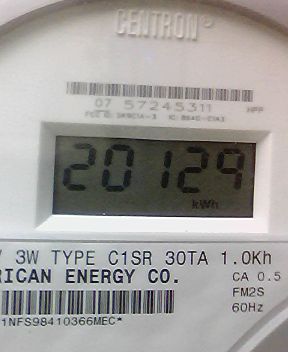 CENTRON®
07 57245311 HPP
20129
kWh
3W TYPE C1SR 30TA 1.0Kh
RICAN ENERGY CO. CA 0.5
FM2S
1NFS98410366MEC* 60Hz